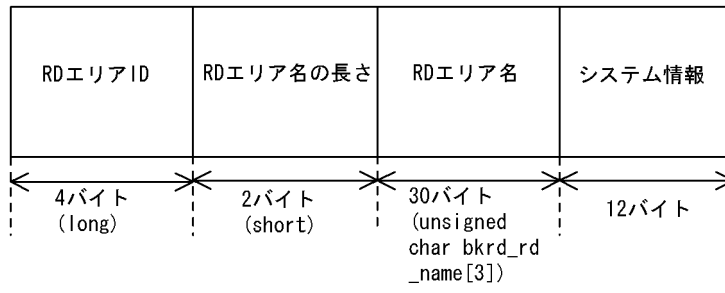 RDエリアID
RDエリア名の長さ
RDエリア名
システム情報
4バイト
(long)
2バイト
(short)
30バイト
(unsigned
char bkrd_rd
_name[3])
12バイト